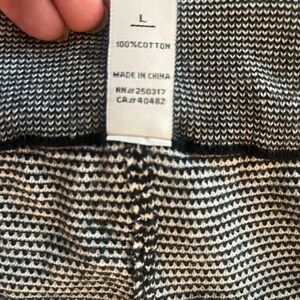 L
100%COTTON
MADE IN CHINA
RN#250317
CA#40482